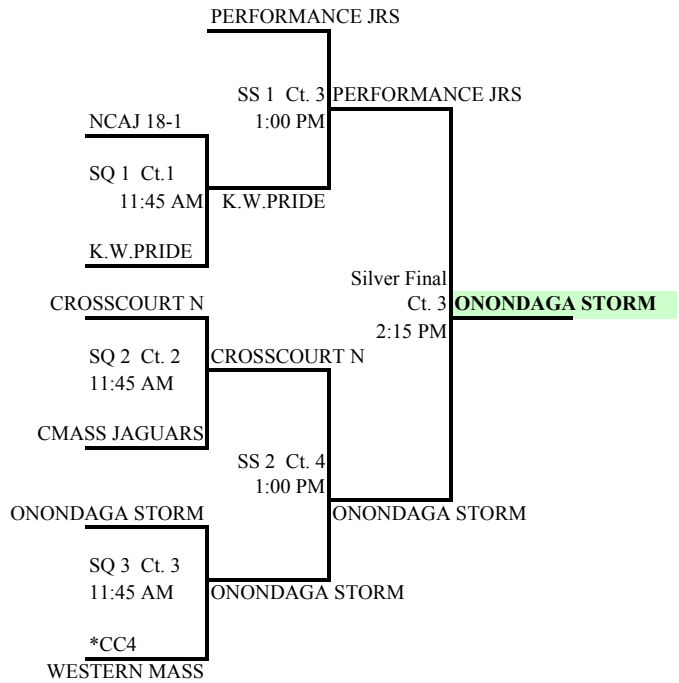 PERFORMANCE JRS
SS 1 Ct. 3 PERFORMANCE JRS
NCAJ 18-1
1:00 PM
SQ 1 Ct.1
11:45 AM K.W.PRIDE
K.W.PRIDE
Silver Final
CROSSCOURT N
Ct. 3 ONONDAGA STORM
2:15 PM
SQ 2 Ct. 2 CROSSCOURT N
11:45 AM
CMASS JAGUARS
SS 2 Ct. 4
1:00 PM
ONONDAGA STORM
ONONDAGA STORM
SQ 3 Ct. 3
11:45 AM ONONDAGA STORM
*CC4
WESTERN MASS